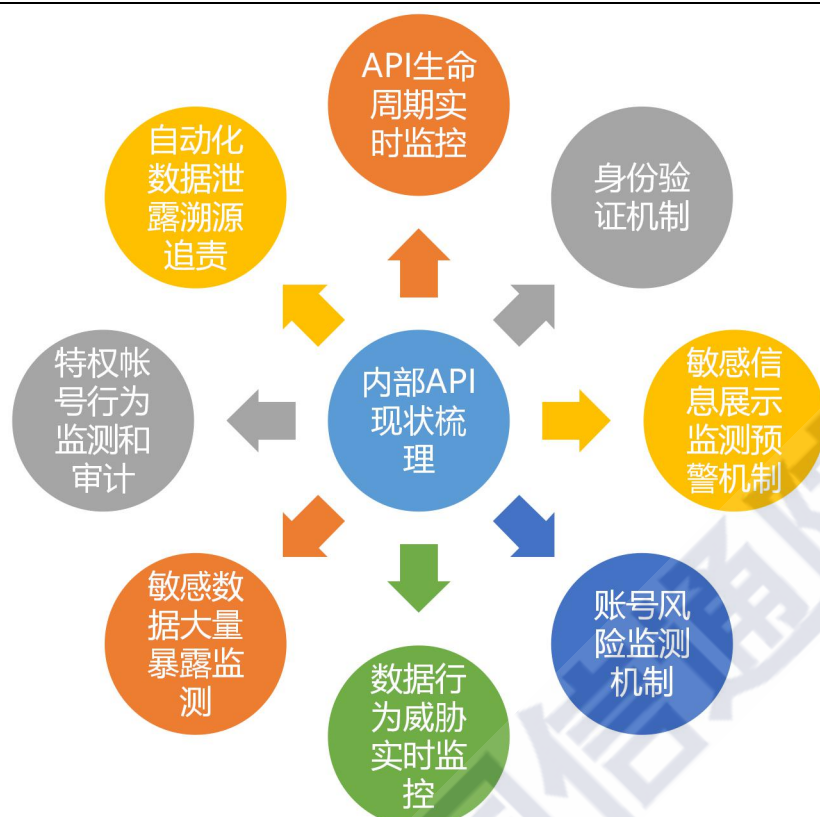 API生命
周期实
时监控
身份验
证机制
敏感信
息展示
监测预
警机制
账号风
险监测
机制
数据行
为威胁
实时监
控
敏感数
据大量
暴露监
测
特权帐
号行为
监测和
审计
自动化
数据泄
露溯源
追责
内部API
现状梳
理